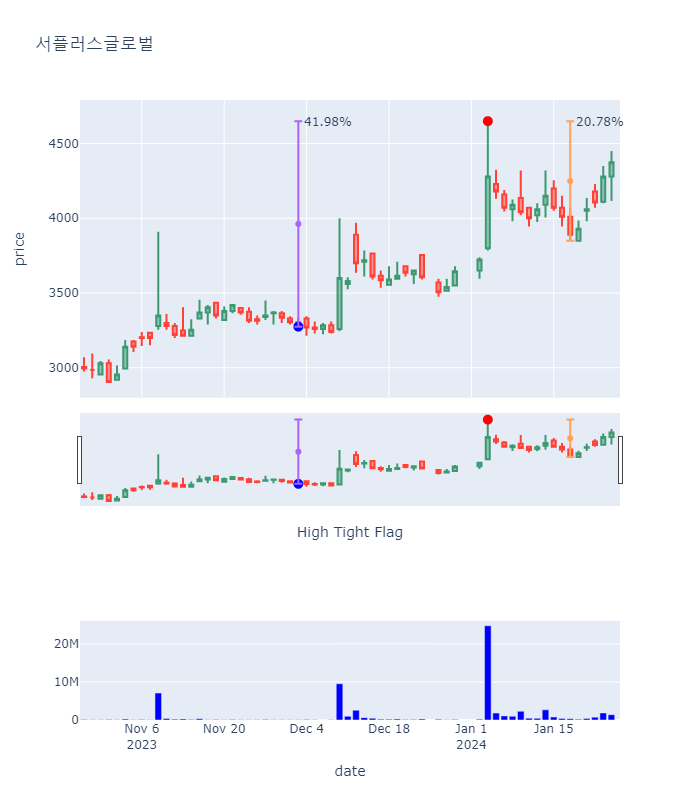 서플러스글로벌
41.98%
20.78%
4500
4000
3500
3000
price
High Tight Flag
20M
10M
0
Nov 6
2023
Nov 20
Dec 4
Dec 18
Jan 1
2024
Jan 15
date